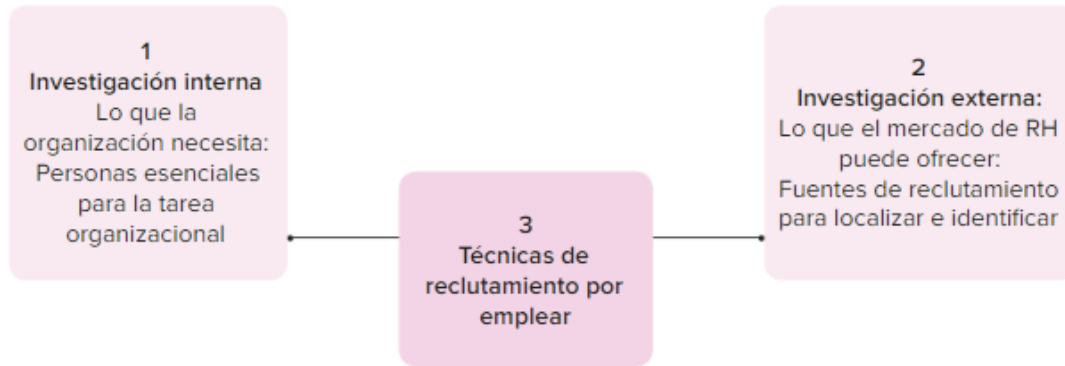 1
Investigación interna
Lo que la
organización necesita:
Personas esenciales
para la tarea
organizacional
2
Investigación externa:
Lo que el mercado de RH
puede ofrecer:
Fuentes de reclutamiento
para localizar e identificar
3
Técnicas de
reclutamiento por
emplear